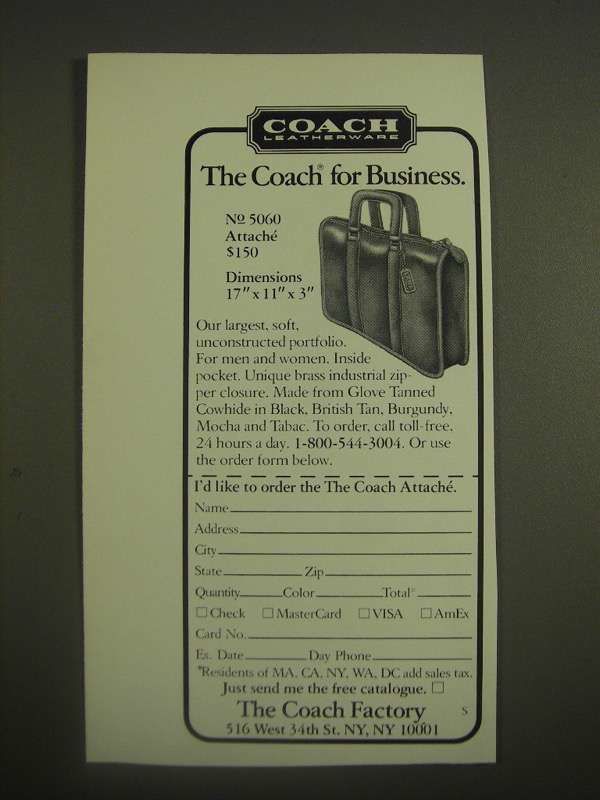 COACH
LEATHERWARE
The Coach® for Business.
№ 5060
Attaché
$150
Dimensions
17" x 11" x 3"
Our largest, soft,
unconstructed portfolio.
For men and women. Inside
pocket. Unique brass industrial zip-
per closure. Made from Glove Tanned
Cowhide in Black, British Tan, Burgundy,
Mocha and Tabac. To order, call toll-free,
24 hours a day. 1-800-544-3004. Or use
the order form below.
I'd like to order the The Coach Attaché.
Name
Address
City
State Zip
Quantity Color Total*
☐ Check ☐ MasterCard ☐ VISA ☐ AmEx
Card No.
Ex. Date Day Phone
*Residents of MA, CA, NY, WA, DC add sales tax.
Just send me the free catalogue. ☐
The Coach Factory S
516 West 34th St. NY, NY 10001